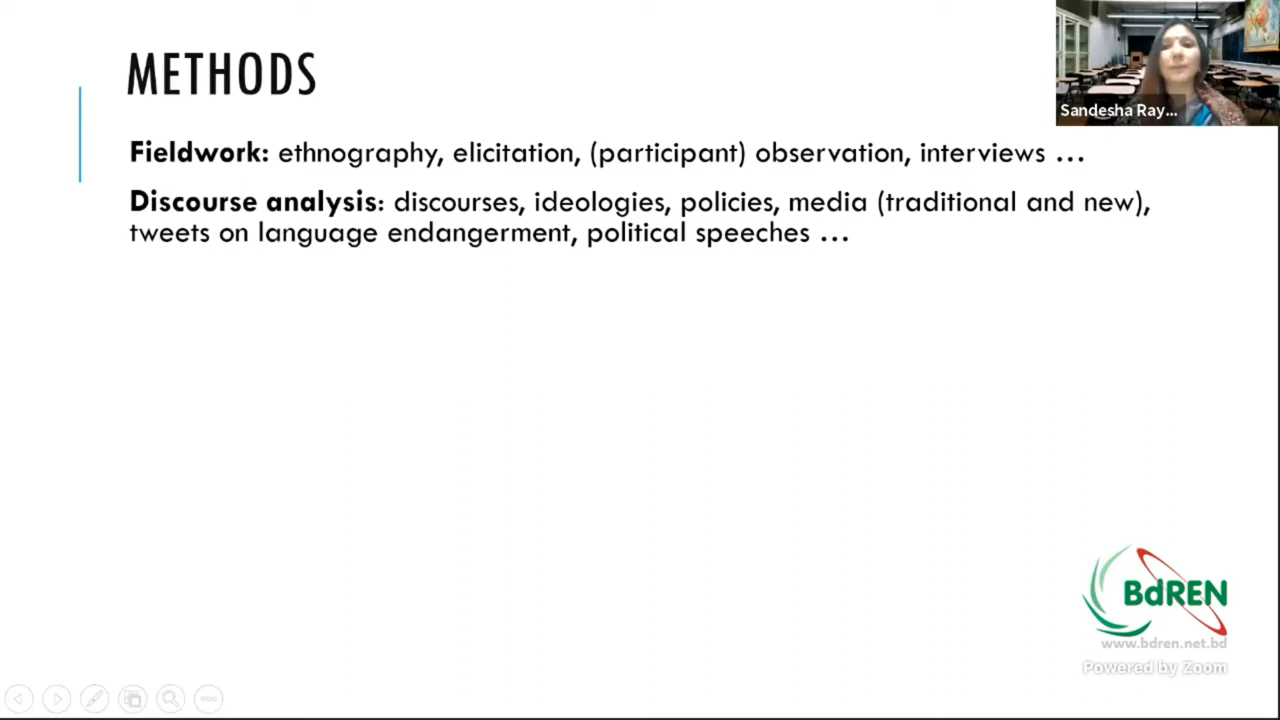 METHODS
Sandesha Ray...
Fieldwork: ethnography, elicitation, (participant) observation, interviews …
Discourse analysis: discourses, ideologies, policies, media (traditional and new),
tweets on language endangerment, political speeches …
BdREN
www.bdren.net.bd
Powered by Zoom